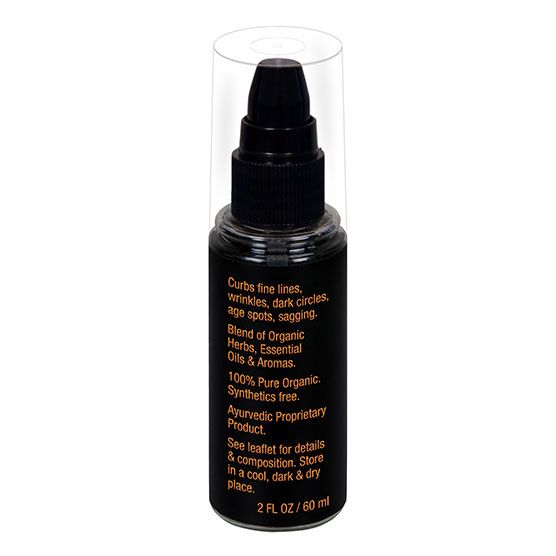 Curbs fine lines,
wrinkles, dark circles,
age spots, sagging.
Blend of Organic
Herbs, Essential
Oils & Aromas.
100% Pure Organic.
Synthetics free.
Ayurvedic Proprietary
Product.
See leaflet for details
& composition. Store
in a cool, dark & dry
place.
2 FL OZ / 60 ml